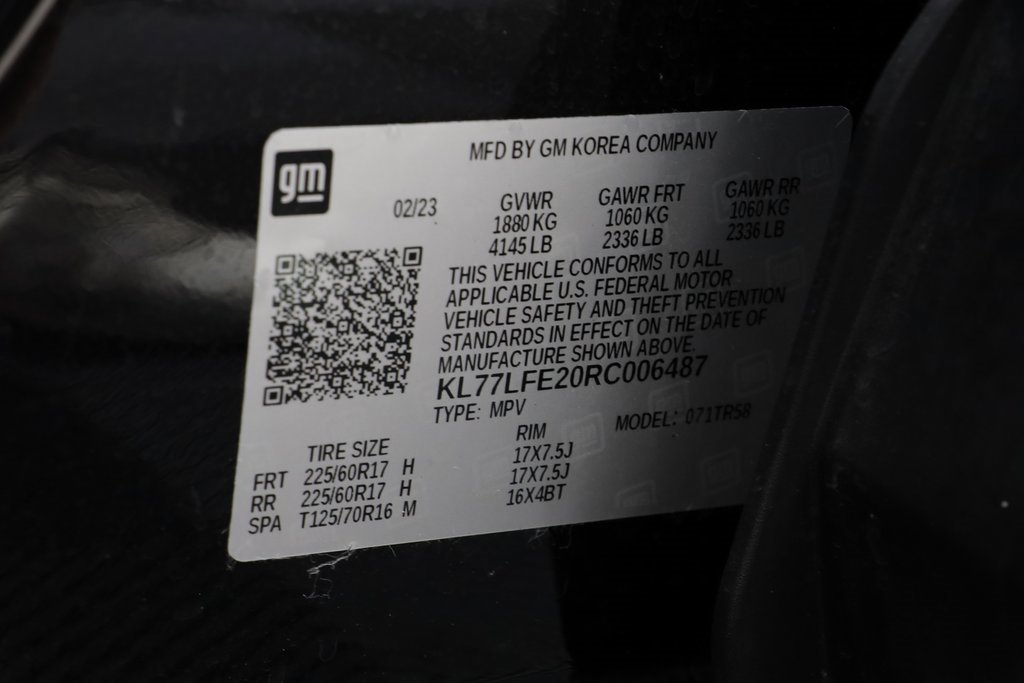 gm
MFD BY GM KOREA COMPANY
02/23 GVWR GAWR FRT GAWR RR
1880 KG 1060 KG 1060 KG
4145 LB 2336 LB 2336 LB
THIS VEHICLE CONFORMS TO ALL
APPLICABLE U.S. FEDERAL MOTOR
VEHICLE SAFETY AND THEFT PREVENTION
STANDARDS IN EFFECT ON THE DATE OF
MANUFACTURE SHOWN ABOVE.
KL77LFE20RC006487
TYPE: MPV MODEL: 071TR58
TIRE SIZE RIM
FRT 225/60R17 H 17X7.5J
RR 225/60R17 H 17X7.5J
SPA T125/70R16 M 16X4BT